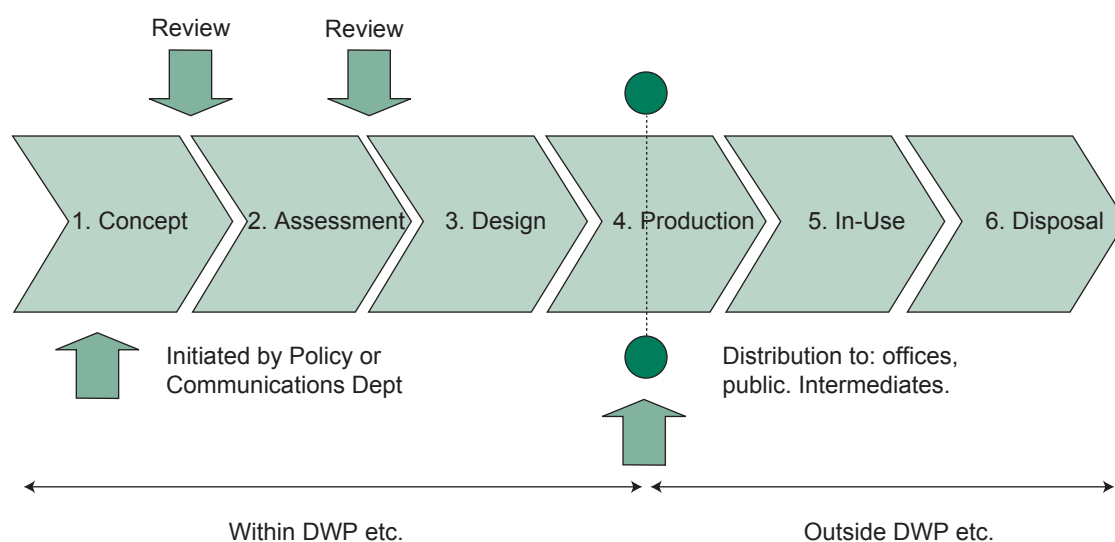 Review
Review
1. Concept
2. Assessment
3. Design
4. Production
5. In-Use
6. Disposal
Initiated by Policy or
Communications Dept
Distribution to: offices,
public. Intermediates.
Within DWP etc.
Outside DWP etc.